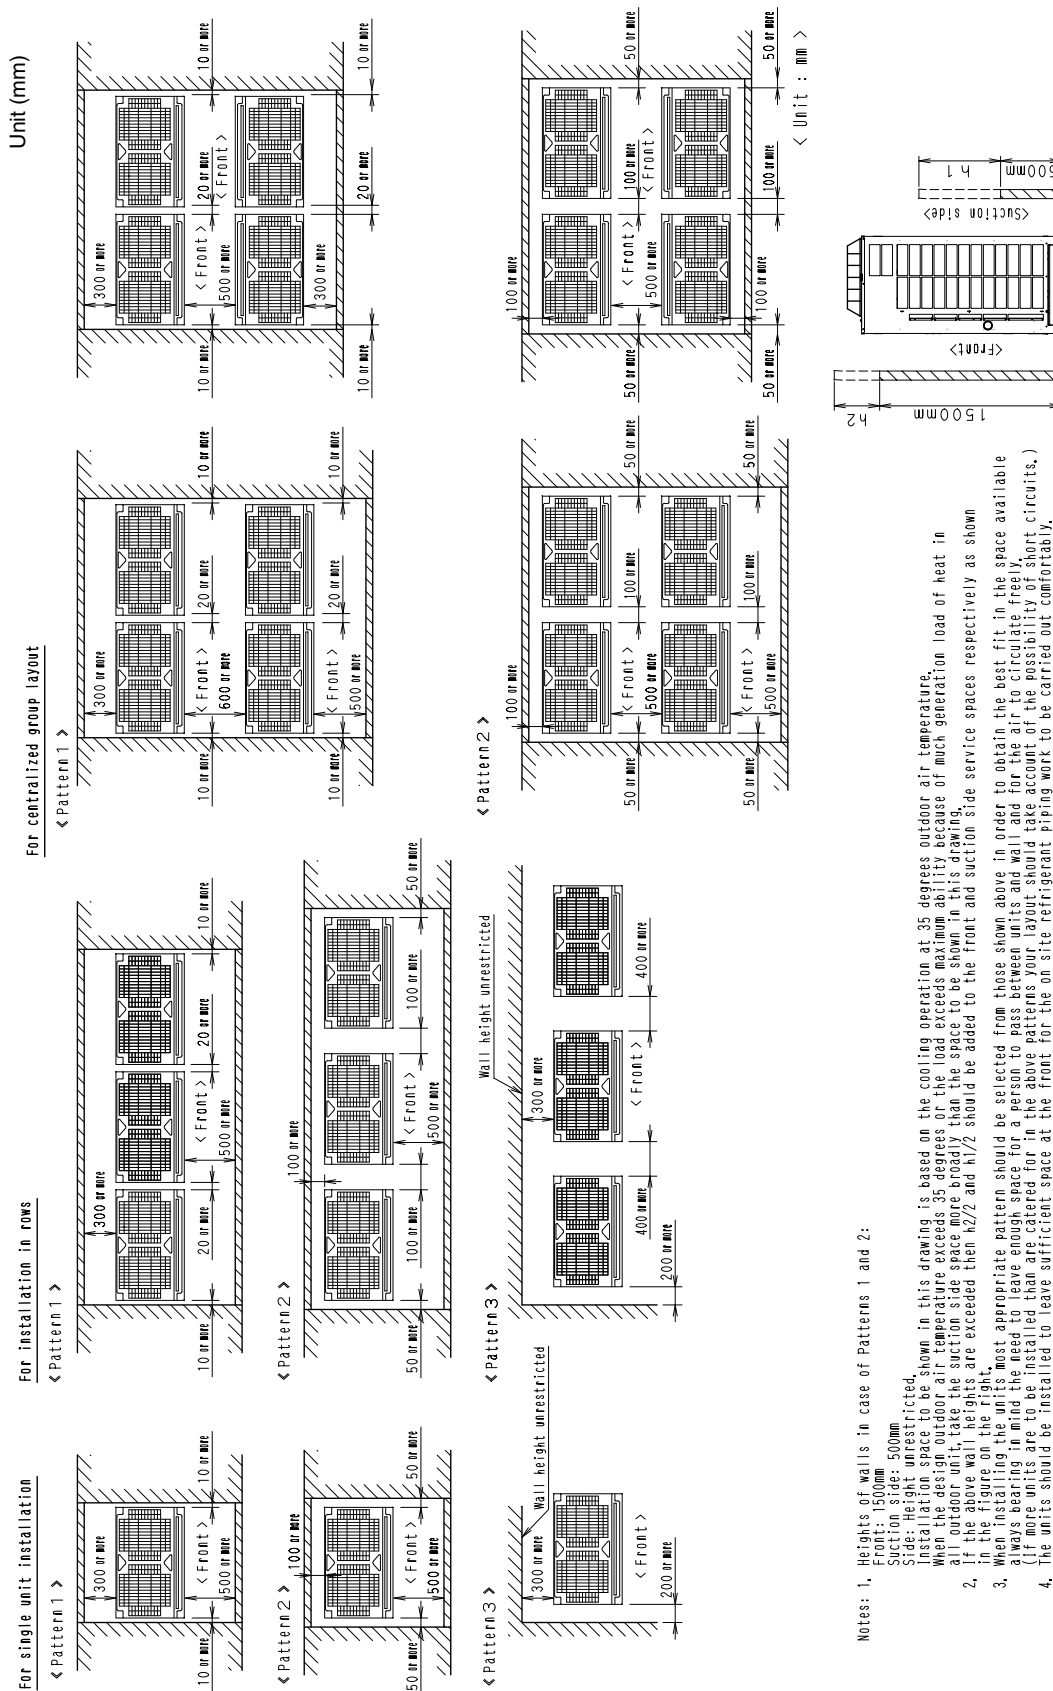 Unit (mm)
For single unit installation
< Pattern 1 >
300 or more
< Front >
500 or more
10 or more
10 or more
< Pattern 2 >
100 or more
< Front >
500 or more
50 or more
50 or more
< Pattern 3 >
Wall height unrestricted
300 or more
< Front >
200 or more
For installation in rows
< Pattern 1 >
300 or more
< Front >
500 or more
10 or more
20 or more
20 or more
10 or more
< Pattern 2 >
100 or more
< Front >
500 or more
50 or more
100 or more
100 or more
50 or more
< Pattern 3 >
Wall height unrestricted
300 or more
< Front >
200 or more
400 or more
400 or more
For centralized group layout
< Pattern 1 >
300 or more
10 or more
20 or more
10 or more
< Front >
600 or more
10 or more
20 or more
10 or more
< Front >
500 or more
300 or more
10 or more
20 or more
10 or more
< Front >
< Front >
500 or more
300 or more
10 or more
20 or more
10 or more
< Pattern 2 >
100 or more
50 or more
100 or more
50 or more
< Front >
500 or more
50 or more
100 or more
50 or more
< Front >
500 or more
100 or more
50 or more
100 or more
50 or more
< Front >
< Front >
500 or more
100 or more
50 or more
100 or more
50 or more
< Unit : mm >
Notes: 1. Heights of walls in case of Patterns 1 and 2:
Front: 1500mm
Suction side: 500mm
Side: Height unrestricted.
Installation space to be shown in this drawing is based on the cooling operation at 35 degrees outdoor air temperature.
When the design outdoor air temperature exceeds 35 degrees or the load exceeds maximum ability because of much generation load of heat in
all outdoor unit, take the suction side space more broadly than the space to be shown in this drawing.
2. If the above wall heights are exceeded then h2/2 and h1/2 should be added to the front and suction side service spaces respectively as shown
in the figure on the right.
3. When installing the units most appropriate pattern should be selected from those shown above in order to obtain the best fit in the space available
always bearing in mind the need to leave enough space for a person to pass between units and wall and for the air to circulate freely.
(If more units are to be installed than are catered for in the above patterns your layout should take account of the possibility of short circuits.)
4. The units should be installed to leave sufficient space at the front for the on site refrigerant piping work to be carried out comfortably.
h2
1500mm
<Front>
<Suction side>
h1
500mm